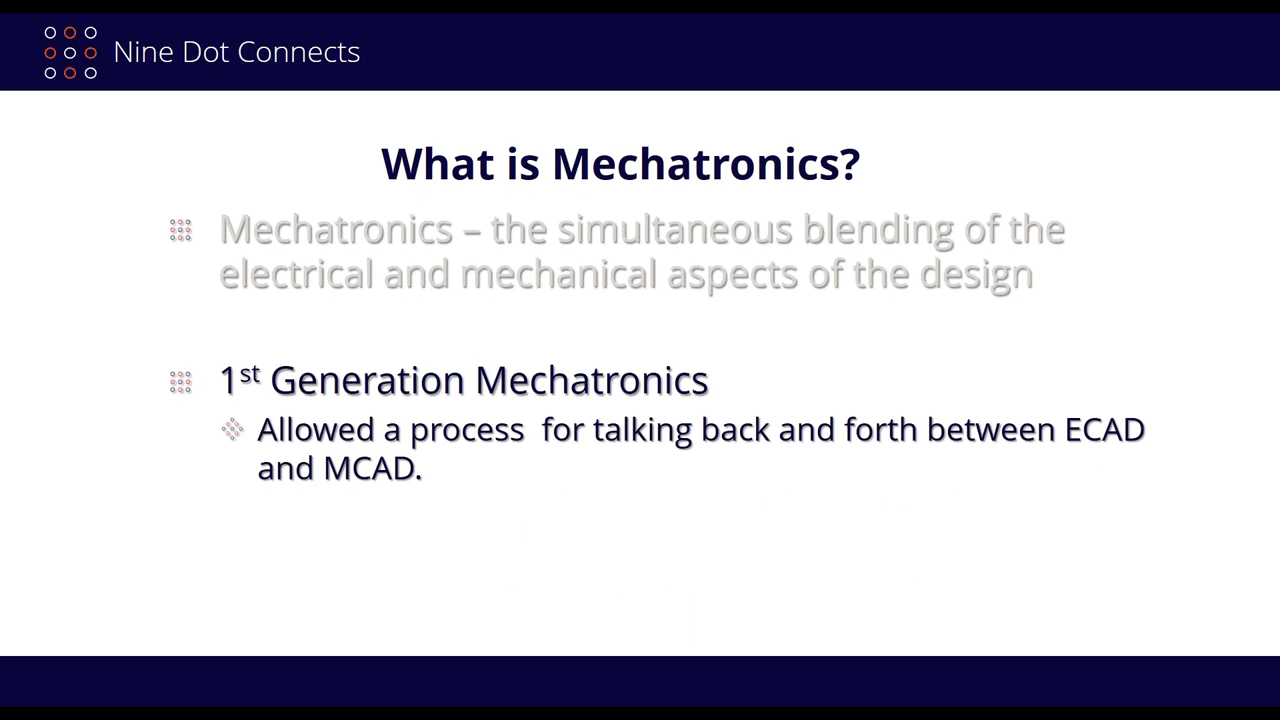 Nine Dot Connects
What is Mechatronics?
Mechatronics – the simultaneous blending of the
electrical and mechanical aspects of the design
1st Generation Mechatronics
Allowed a process  for talking back and forth between ECAD
and MCAD.